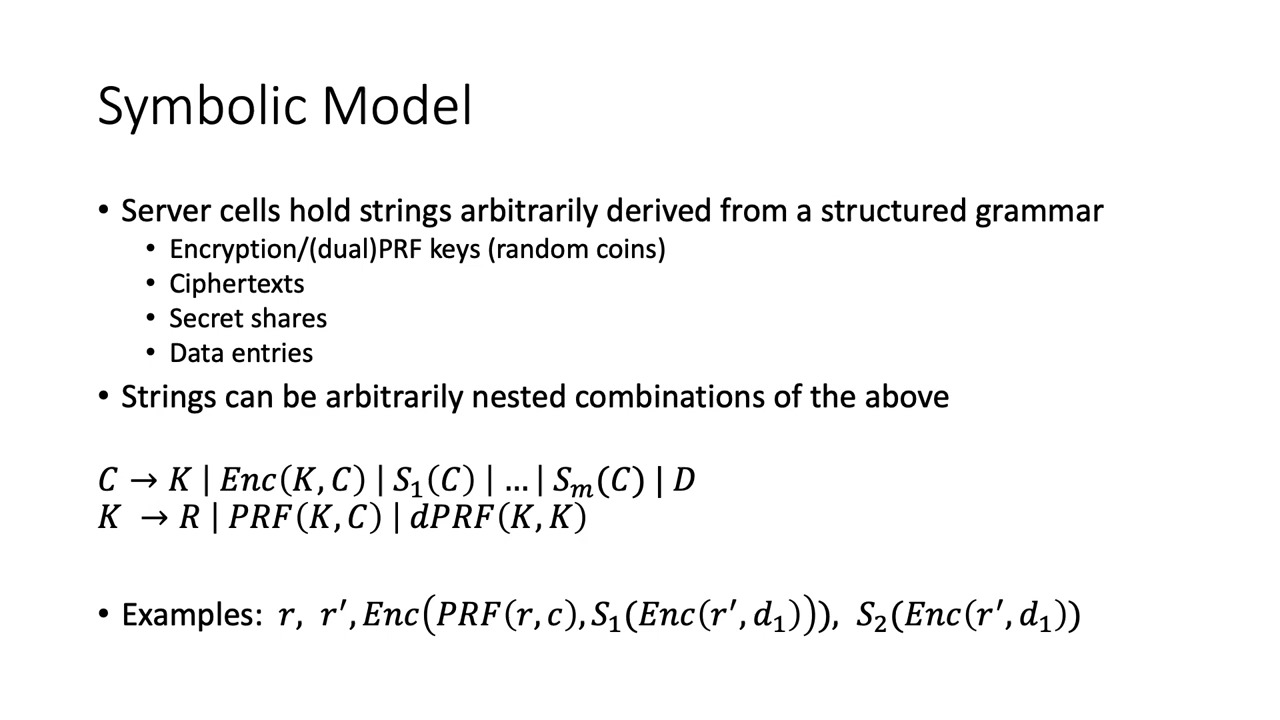 Symbolic Model
• Server cells hold strings arbitrarily derived from a structured grammar
• Encryption/(dual)PRF keys (random coins)
• Ciphertexts
• Secret shares
• Data entries
• Strings can be arbitrarily nested combinations of the above
C → K | Enc(K, C) | S₁(C) | … | Sₘ(C) | D
K → R | PRF(K, C) | dPRF(K, K)
• Examples: r, r′, Enc(PRF(r, c), S₁(Enc(r′, d₁))), S₂(Enc(r′, d₁))